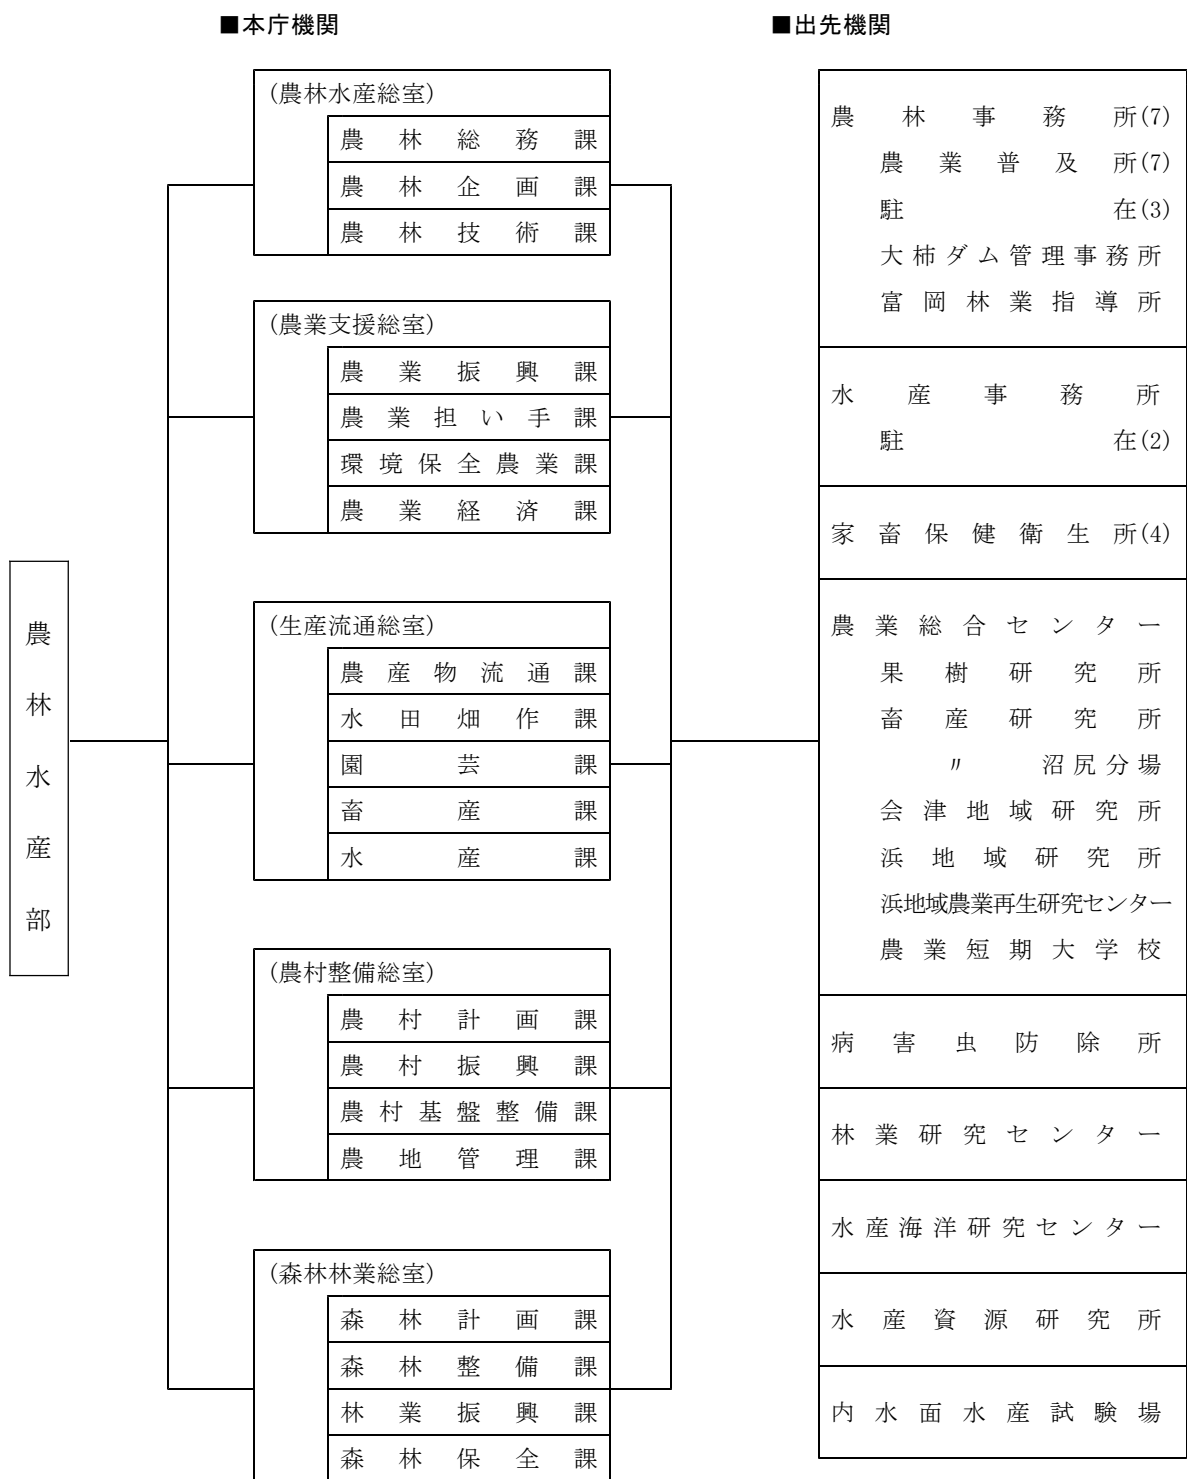 ■本庁機関
■出先機関
農林水産部
(農林水産総室)
農林総務課
農林企画課
農林技術課
(農業支援総室)
農業振興課
農業担い手課
環境保全農業課
農業経済課
(生産流通総室)
農産物流通課
水田畑作課
園芸課
畜産課
水産課
(農村整備総室)
農村計画課
農村振興課
農村基盤整備課
農地管理課
(森林林業総室)
森林計画課
森林整備課
林業振興課
森林保全課
農林事務所(7)
農業普及所(7)
駐在(3)
大柿ダム管理事務所
富岡林業指導所
水産事務所
駐在(2)
家畜保健衛生所(4)
農業総合センター
果樹研究所
畜産研究所
〃 沼尻分場
会津地域研究所
浜地域研究所
浜地域農業再生研究センター
農業短期大学校
病害虫防除所
林業研究センター
水産海洋研究センター
水産資源研究所
内水面水産試験場